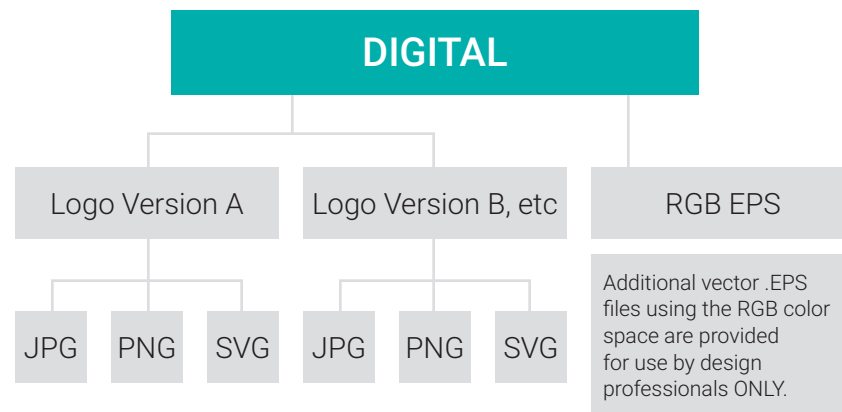 DIGITAL
Logo Version A
Logo Version B, etc
RGB EPS
JPG
PNG
SVG
JPG
PNG
SVG
Additional vector .EPS
files using the RGB color
space are provided
for use by design
professionals ONLY.